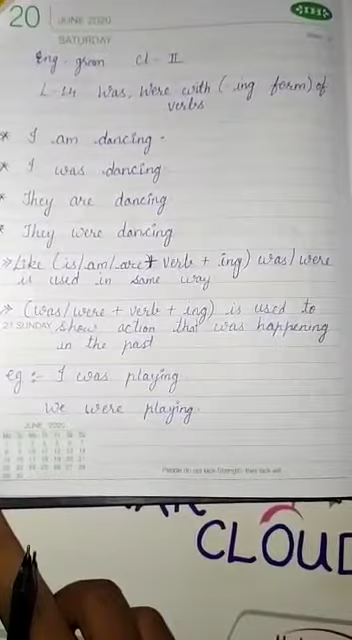 20 JUNE 2020
SATURDAY
Eng-gram Cl-II
L-14 Was, Were with (-ing form) of
verbs
* I am dancing.
* I was dancing
* They are dancing
* They were dancing
» Like (is/am/are + verb + ing) was/were
is used in same way
» (was/were + verb + ing) is used to
21 SUNDAY show action that was happening
in the past
eg :- I was playing
We were playing.
JUNE 2020
CLOUD